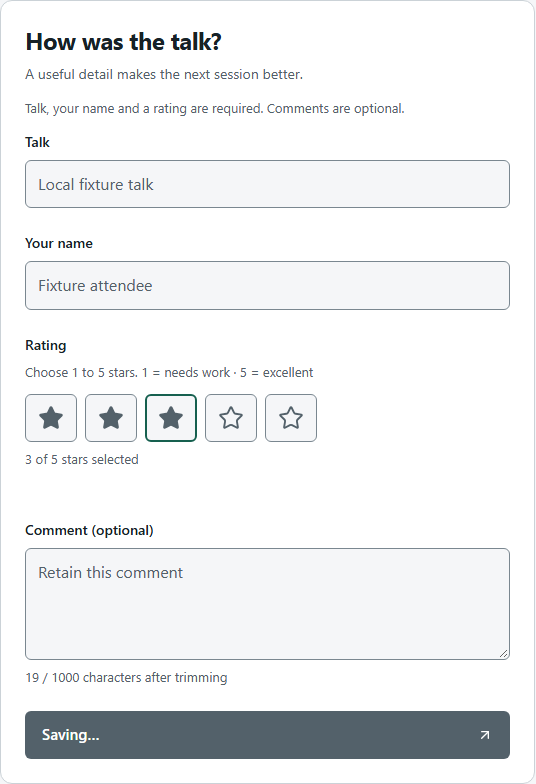 How was the talk?
A useful detail makes the next session better.
Talk, your name and a rating are required. Comments are optional.
Talk
Local fixture talk
Your name
Fixture attendee
Rating
Choose 1 to 5 stars. 1 = needs work · 5 = excellent
3 of 5 stars selected
Comment (optional)
Retain this comment
19 / 1000 characters after trimming
Saving...